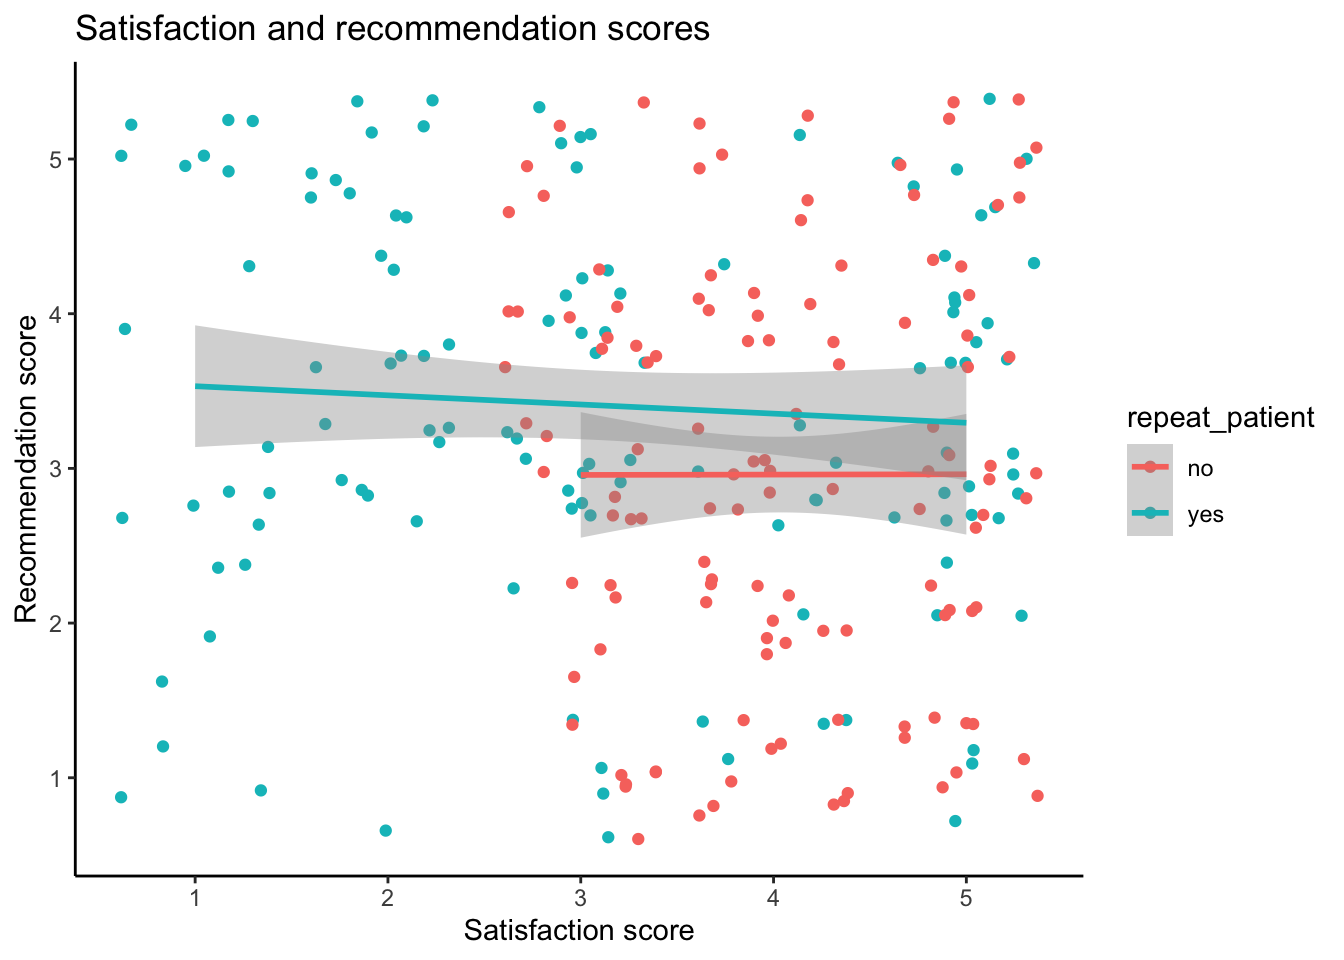 Satisfaction and recommendation scores
Recommendation score
5
4
3
2
1
1 2 3 4 5
Satisfaction score
repeat_patient
no
yes